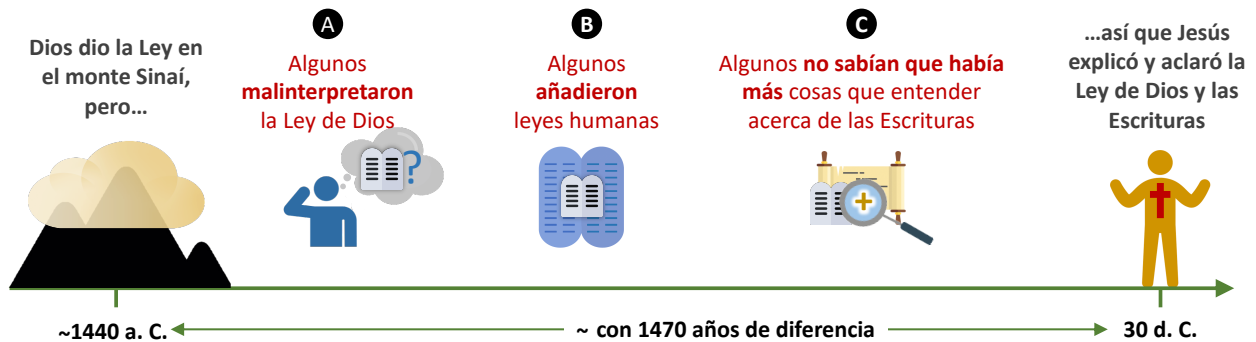 Dios dio la Ley en
el monte Sinaí,
pero…
A
Algunos
malinterpretaron
la Ley de Dios
?
B
Algunos
añadieron
leyes humanas
C
Algunos no sabían que había
más cosas que entender
acerca de las Escrituras
…así que Jesús
explicó y aclaró la
Ley de Dios y las
Escrituras
~1440 a. C.
~ con 1470 años de diferencia
30 d. C.